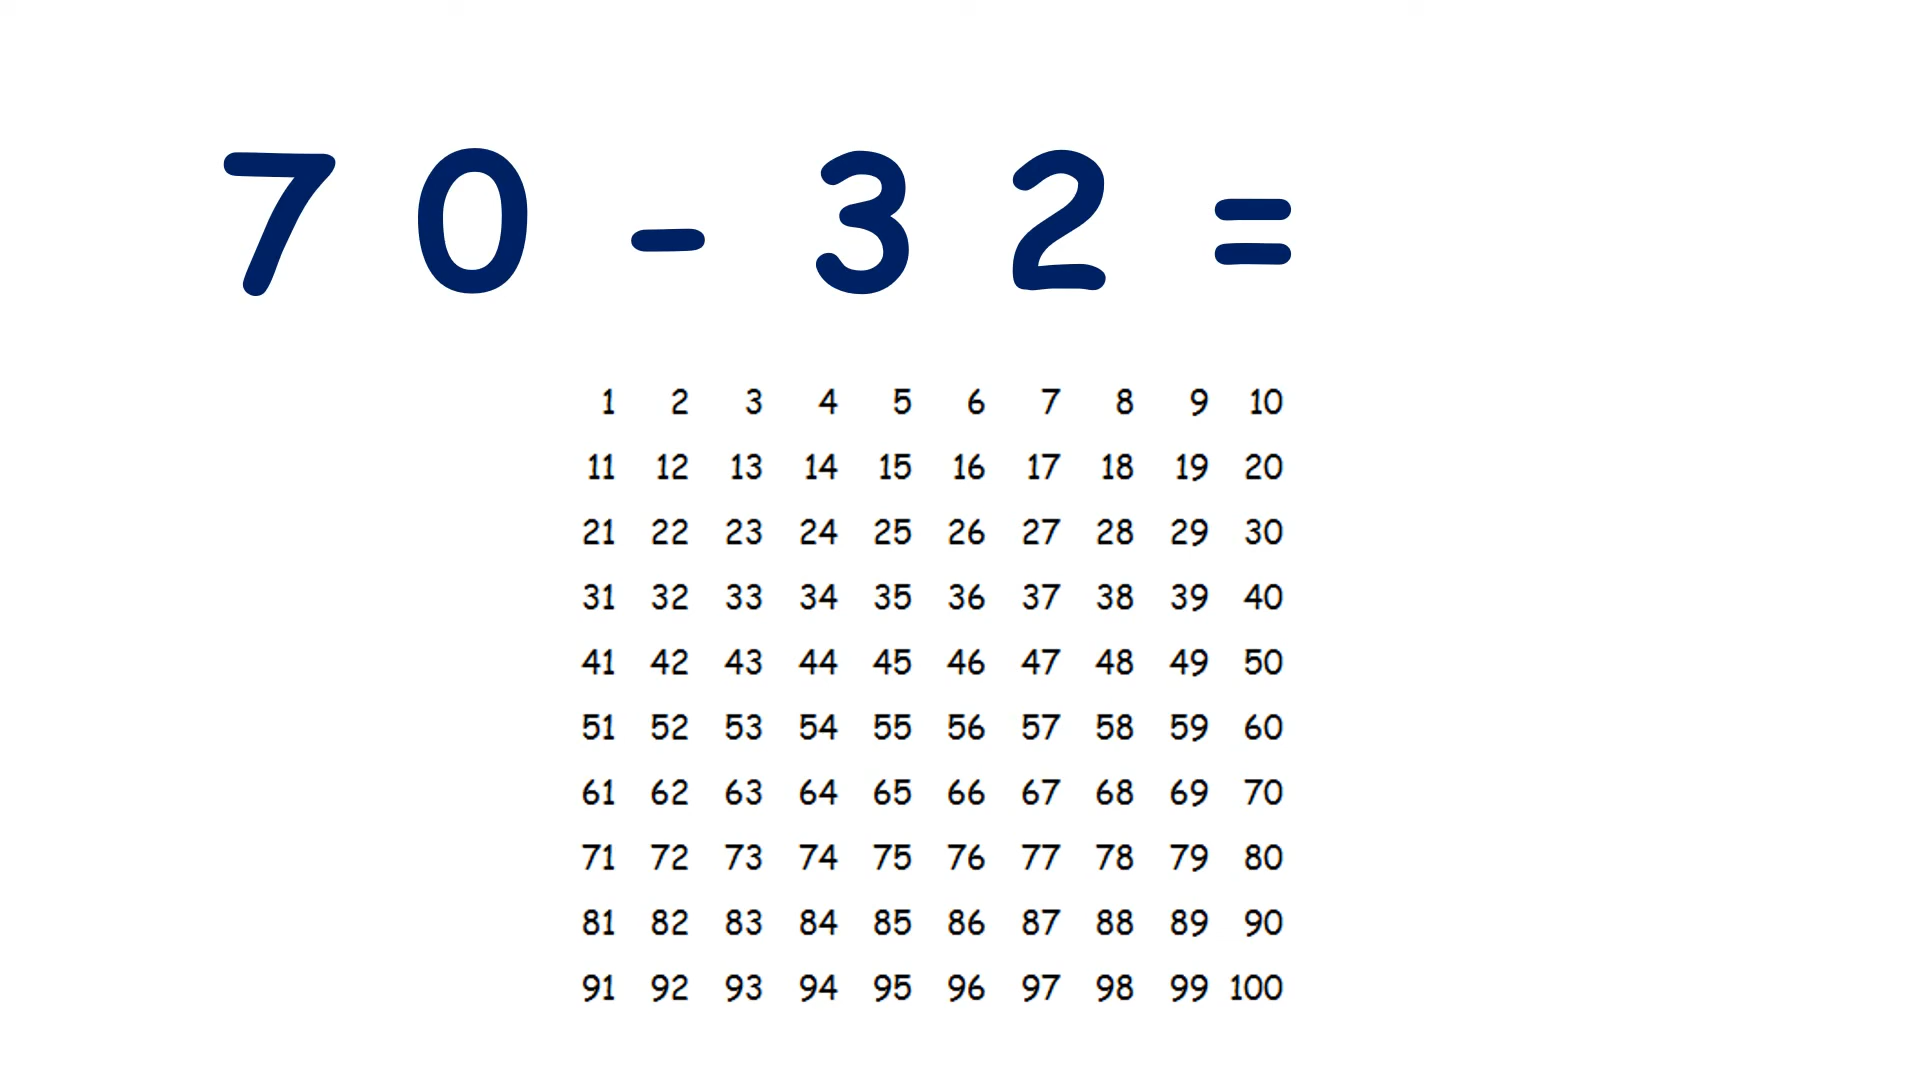 70 - 32 =
1 2 3 4 5 6 7 8 9 10
11 12 13 14 15 16 17 18 19 20
21 22 23 24 25 26 27 28 29 30
31 32 33 34 35 36 37 38 39 40
41 42 43 44 45 46 47 48 49 50
51 52 53 54 55 56 57 58 59 60
61 62 63 64 65 66 67 68 69 70
71 72 73 74 75 76 77 78 79 80
81 82 83 84 85 86 87 88 89 90
91 92 93 94 95 96 97 98 99 100